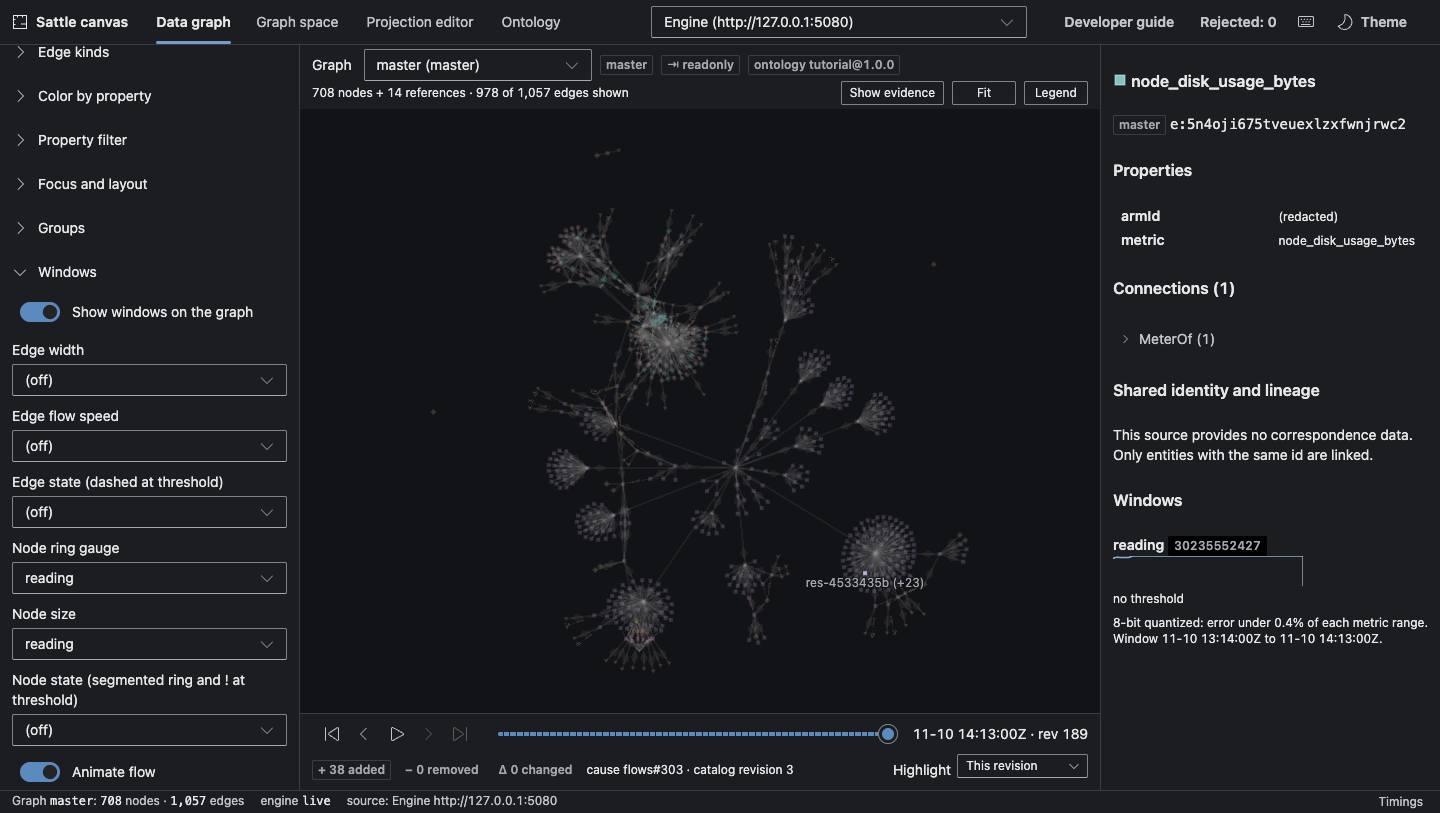 Sattle canvas
Data graph
Graph space
Projection editor
Ontology
Engine (http://127.0.0.1:5080)
Developer guide
Rejected: 0
Theme
Edge kinds
Color by property
Property filter
Focus and layout
Groups
Windows
Show windows on the graph
Edge width
(off)
Edge flow speed
(off)
Edge state (dashed at threshold)
(off)
Node ring gauge
reading
Node size
reading
Node state (segmented ring and ! at
threshold)
(off)
Animate flow
Graph
master (master)
master
⇥ readonly
ontology tutorial@1.0.0
708 nodes + 14 references · 978 of 1,057 edges shown
Show evidence
Fit
Legend
res-4533435b (+23)
11-10 14:13:00Z · rev 189
+ 38 added
− 0 removed
Δ 0 changed
cause flows#303 · catalog revision 3
Highlight
This revision
node_disk_usage_bytes
master e:5n4oji675tveuexlzxfwnjrwc2
Properties
armId (redacted)
metric node_disk_usage_bytes
Connections (1)
MeterOf (1)
Shared identity and lineage
This source provides no correspondence data.
Only entities with the same id are linked.
Windows
reading 30235552427
no threshold
8-bit quantized: error under 0.4% of each metric range.
Window 11-10 13:14:00Z to 11-10 14:13:00Z.
Graph master: 708 nodes · 1,057 edges
engine live
source: Engine http://127.0.0.1:5080
Timings